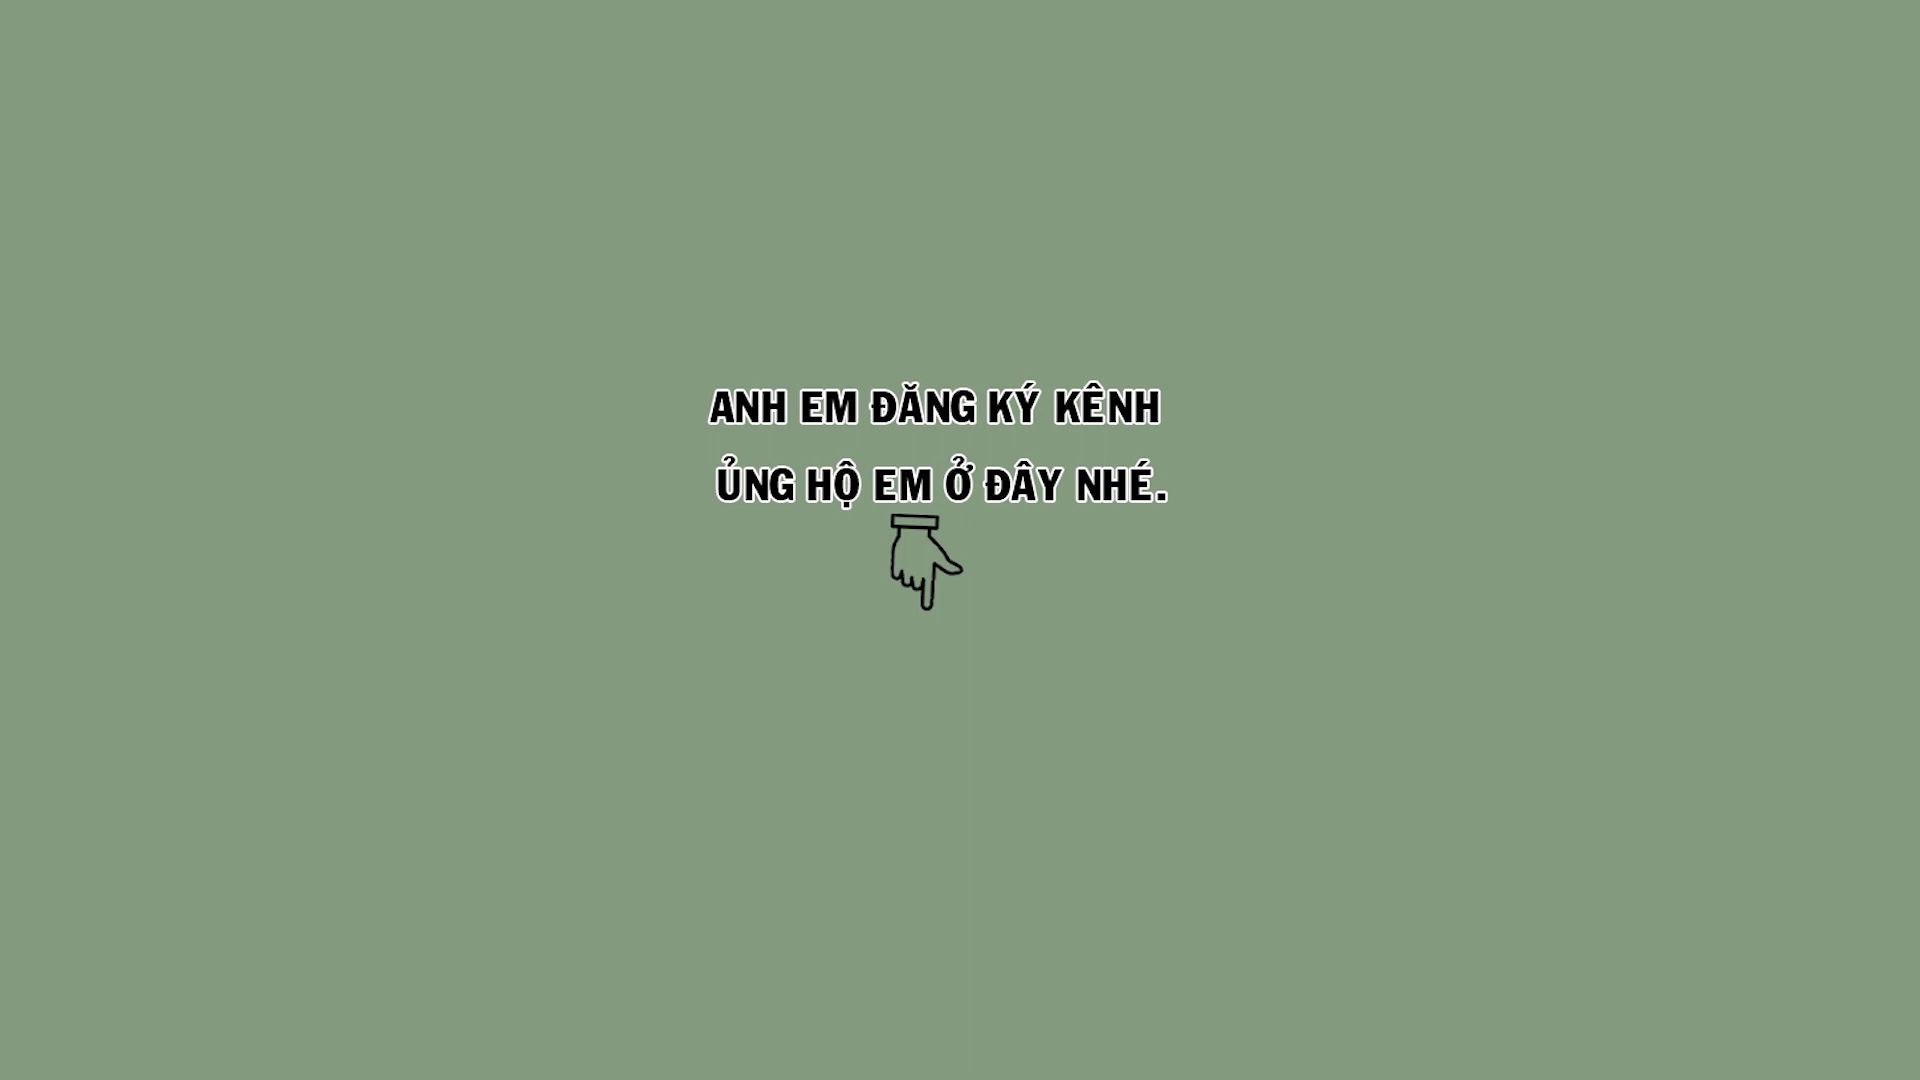 ANH EM ĐĂNG KÝ KÊNH
ỦNG HỘ EM Ở ĐÂY NHÉ.